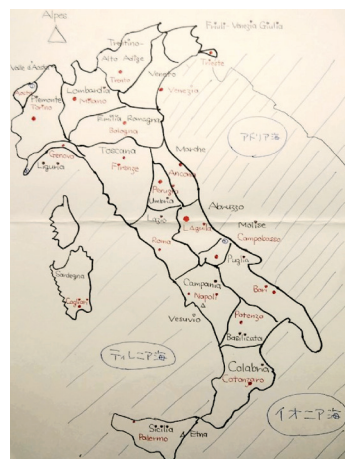 Alpes
Friuli-Venezia Giulia
Trentino-
Alto Adige
Trento
Trieste
Valle d'Aosta
Aosta
Veneto
Venezia
Piemonte
Torino
Lombardia
Milano
Emilia Romagna
Bologna
アドリア海
Genova
Liguria
Toscana
Firenze
Marche
Ancona
Perugia
Umbria
Abruzzo
L'Aquila
Lazio
Roma
Molise
Campobasso
Puglia
Bari
Sardegna
Cagliari
Campania
Napoli
Vesuvio
Potenza
Basilicata
ティレニア海
Calabria
Catanzaro
イオニア海
Sicilia
Palermo
Etna